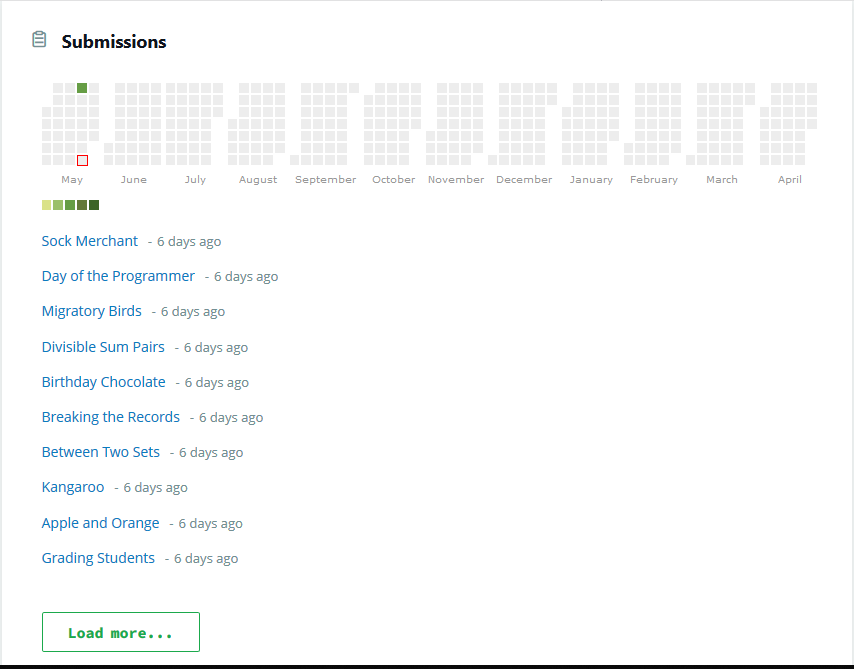 Submissions
May June July August September October November December January February March April
Sock Merchant - 6 days ago
Day of the Programmer - 6 days ago
Migratory Birds - 6 days ago
Divisible Sum Pairs - 6 days ago
Birthday Chocolate - 6 days ago
Breaking the Records - 6 days ago
Between Two Sets - 6 days ago
Kangaroo - 6 days ago
Apple and Orange - 6 days ago
Grading Students - 6 days ago
Load more...